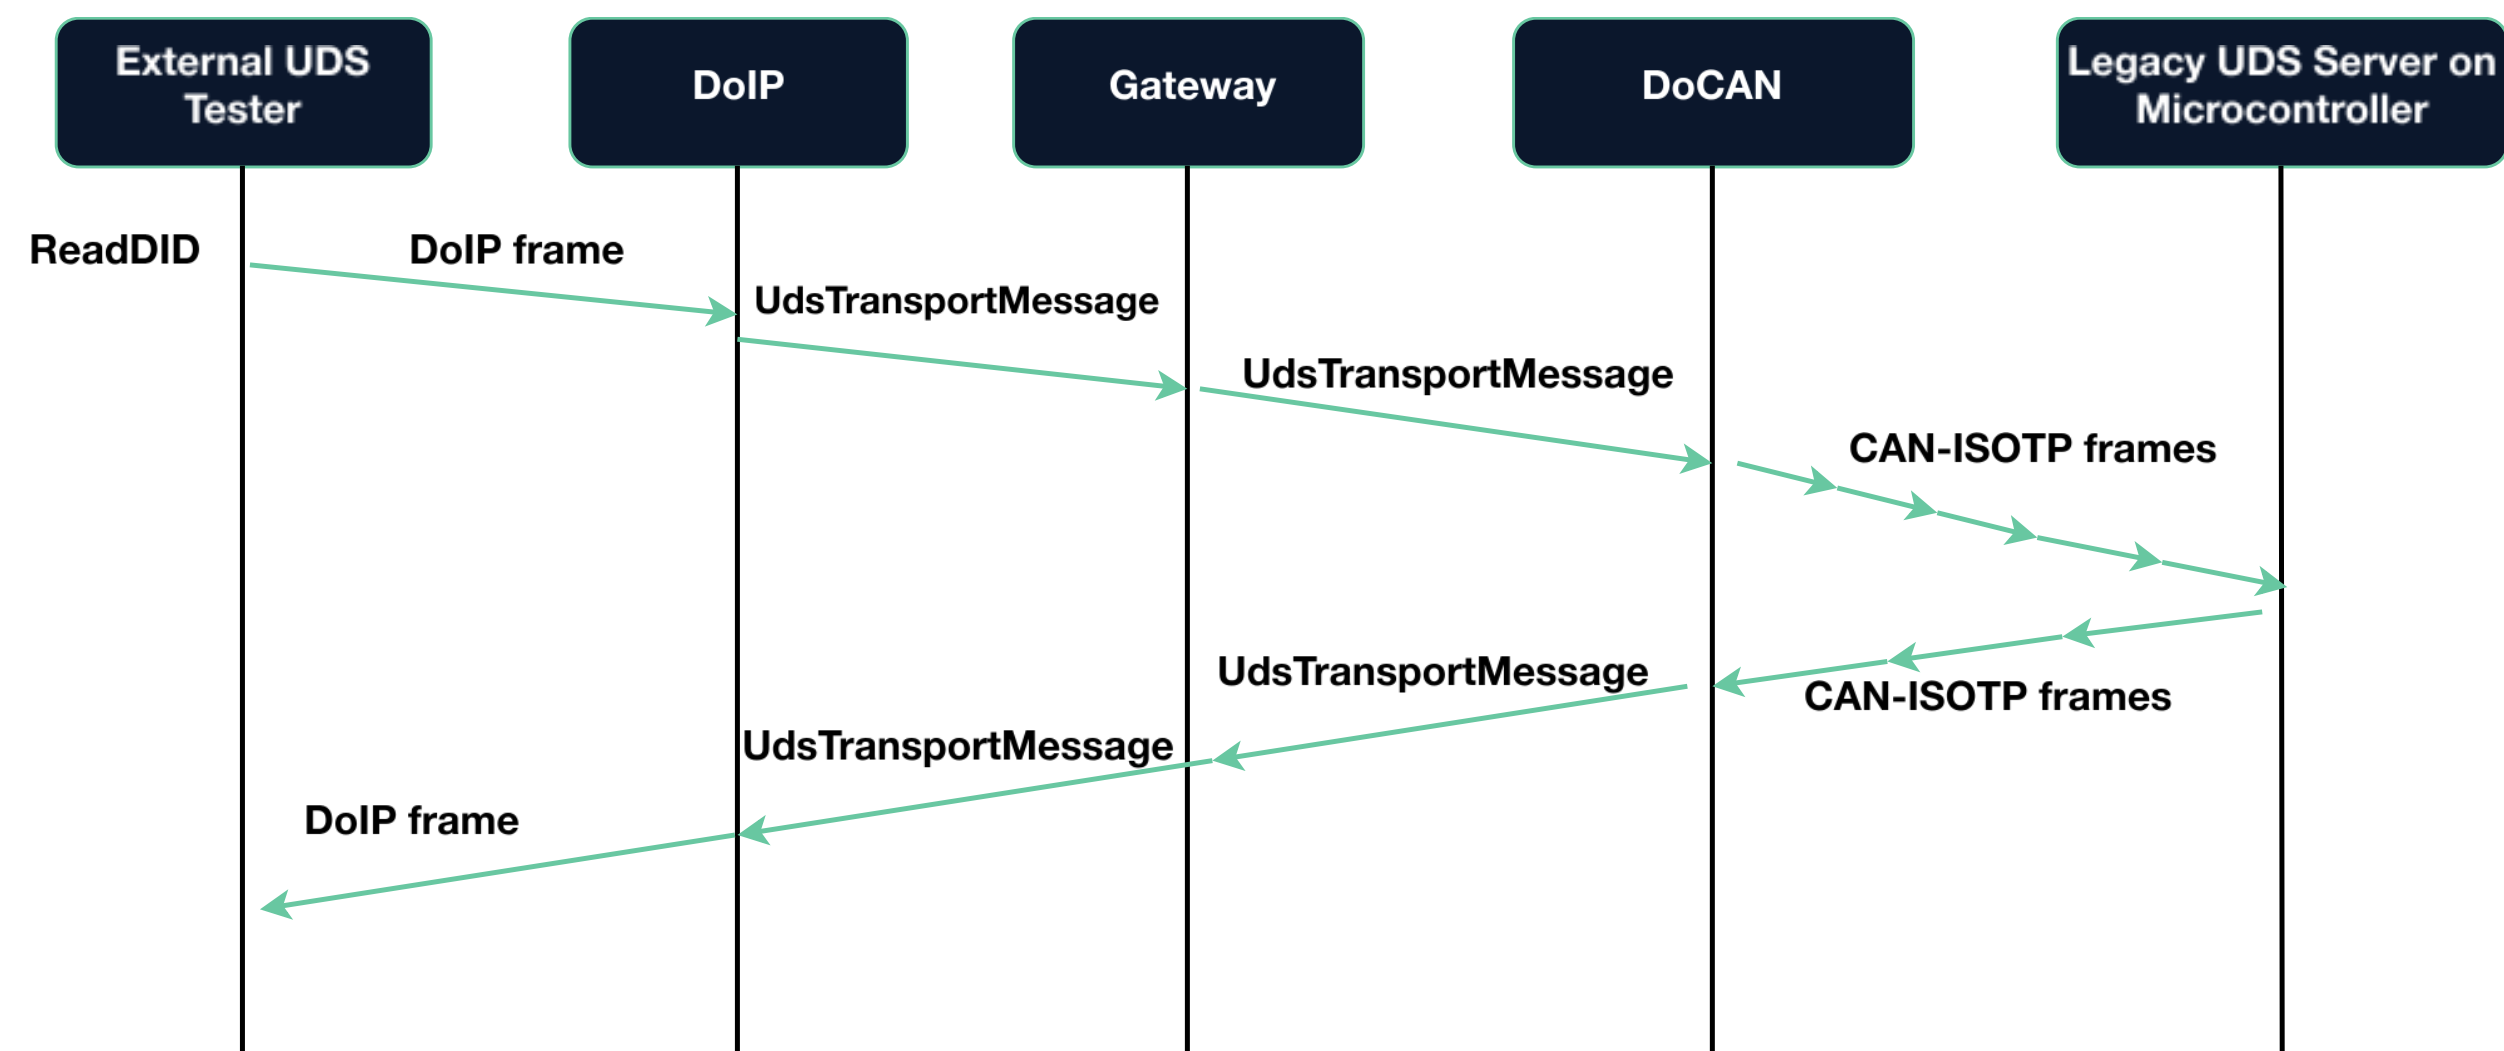 External UDS
Tester
DoIP
Gateway
DoCAN
Legacy UDS Server on
Microcontroller
ReadDID
DoIP frame
UdsTransportMessage
UdsTransportMessage
CAN-ISOTP frames
UdsTransportMessage
CAN-ISOTP frames
UdsTransportMessage
DoIP frame